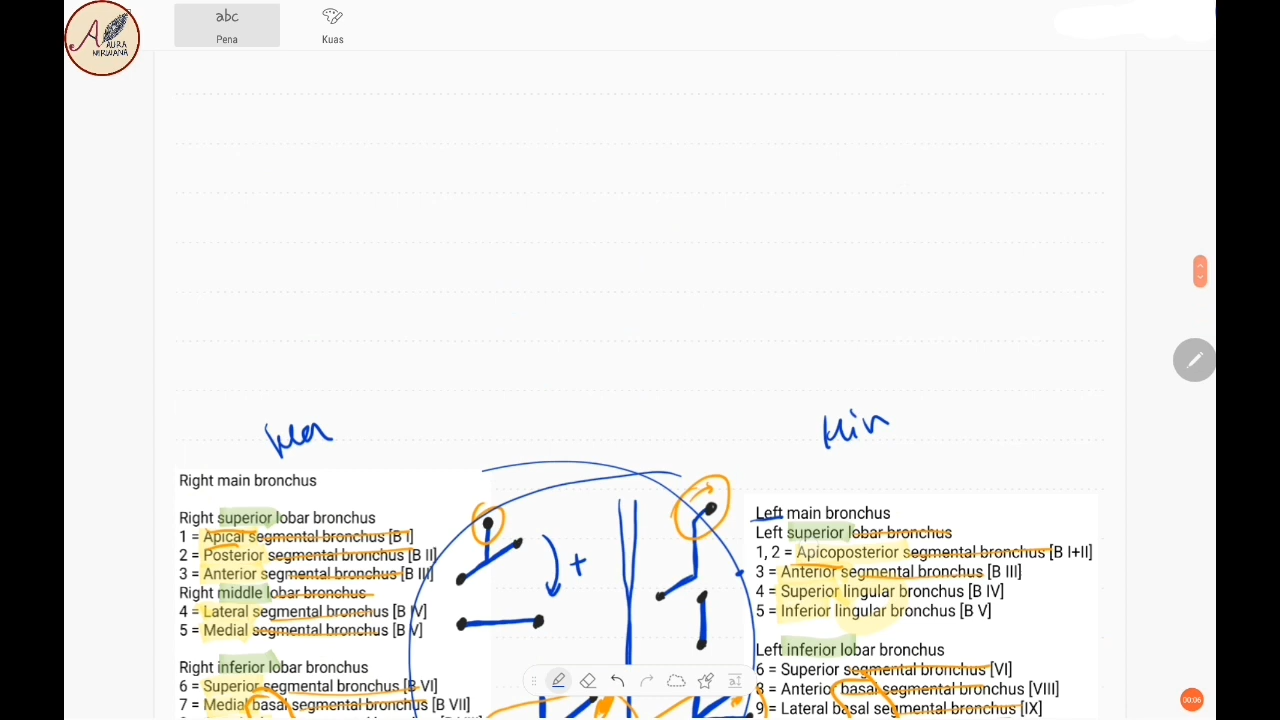 AURA
NIRWANA
abc
Pena
Kuas
Right main bronchus
Right superior lobar bronchus
1 = Apical segmental bronchus [B I]
2 = Posterior segmental bronchus [B II]
3 = Anterior segmental bronchus [B III]
Right middle lobar bronchus
4 = Lateral segmental bronchus [B IV]
5 = Medial segmental bronchus [B V]
Right inferior lobar bronchus
6 = Superior segmental bronchus [B VI]
7 = Medial basal segmental bronchus [B VII]
+
Left main bronchus
Left superior lobar bronchus
1, 2 = Apicoposterior segmental bronchus [B I+II]
3 = Anterior segmental bronchus [B III]
4 = Superior lingular bronchus [B IV]
5 = Inferior lingular bronchus [B V]
Left inferior lobar bronchus
6 = Superior segmental bronchus [VI]
8 = Anterior basal segmental bronchus [VIII]
9 = Lateral basal segmental bronchus [IX]
00:06